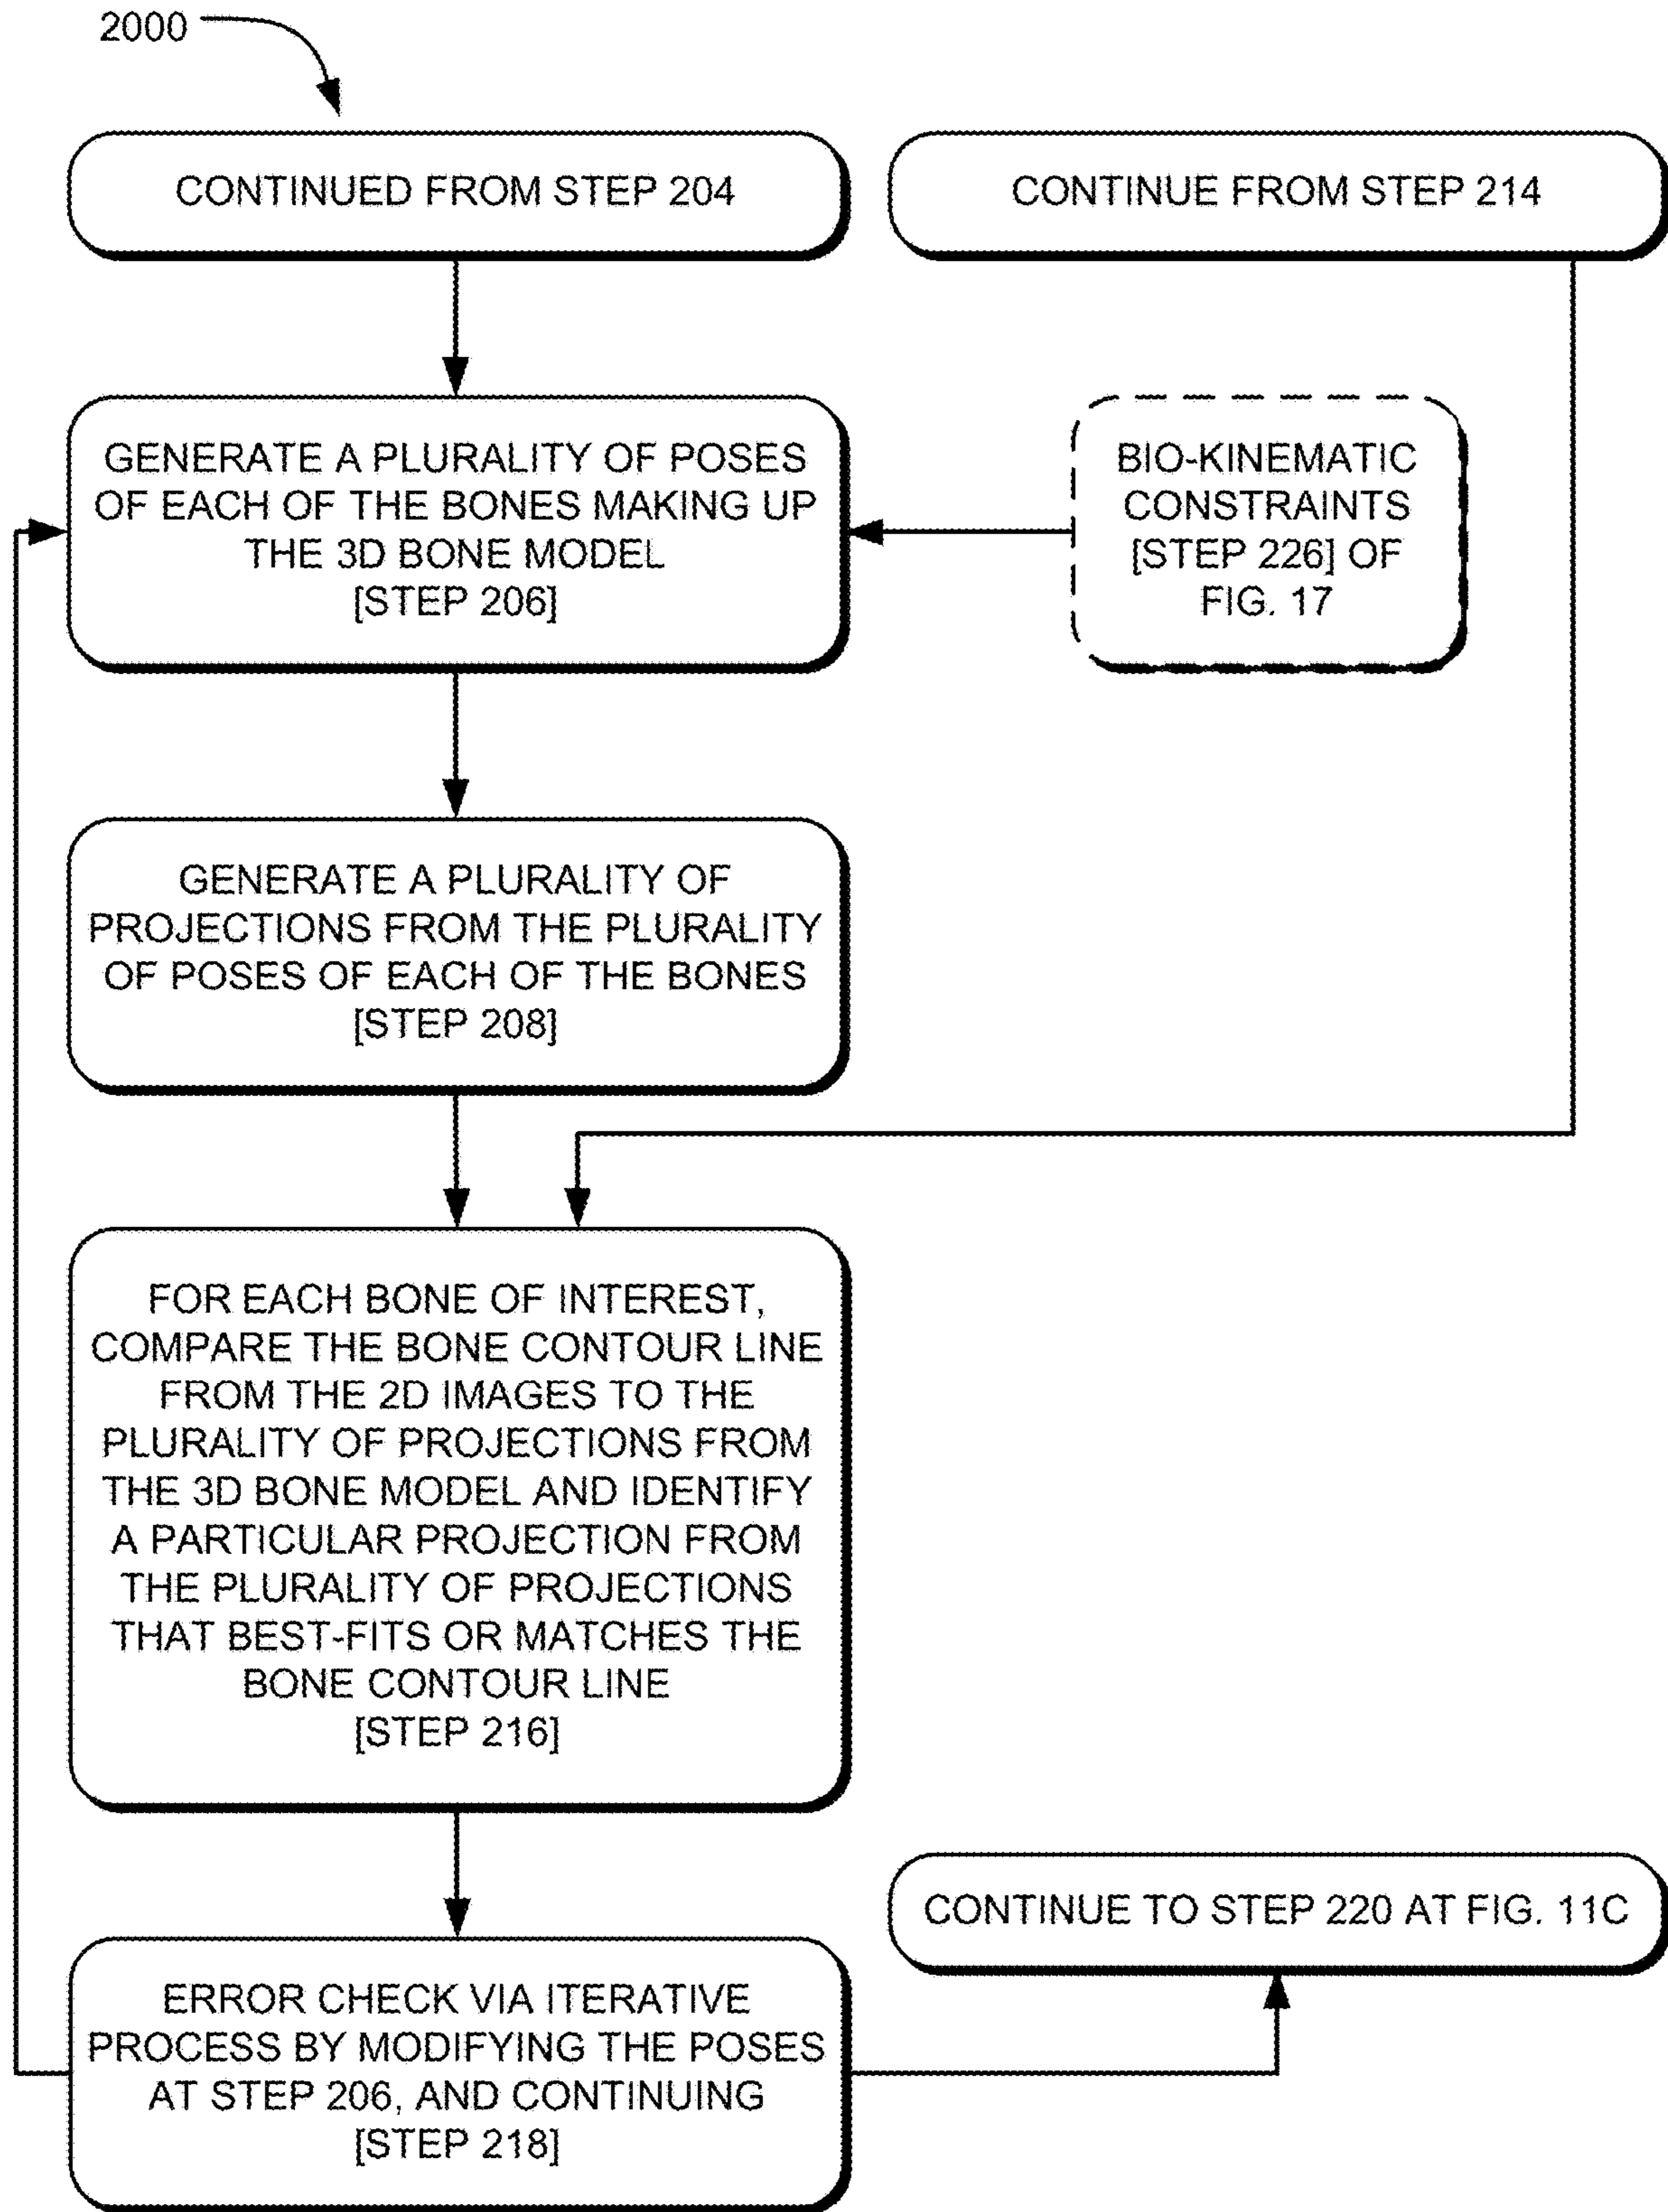 2000
CONTINUED FROM STEP 204
CONTINUE FROM STEP 214
GENERATE A PLURALITY OF POSES
OF EACH OF THE BONES MAKING UP
THE 3D BONE MODEL
[STEP 206]
BIO-KINEMATIC
CONSTRAINTS
[STEP 226] OF
FIG. 17
GENERATE A PLURALITY OF
PROJECTIONS FROM THE PLURALITY
OF POSES OF EACH OF THE BONES
[STEP 208]
FOR EACH BONE OF INTEREST,
COMPARE THE BONE CONTOUR LINE
FROM THE 2D IMAGES TO THE
PLURALITY OF PROJECTIONS FROM
THE 3D BONE MODEL AND IDENTIFY
A PARTICULAR PROJECTION FROM
THE PLURALITY OF PROJECTIONS
THAT BEST-FITS OR MATCHES THE
BONE CONTOUR LINE
[STEP 216]
CONTINUE TO STEP 220 AT FIG. 11C
ERROR CHECK VIA ITERATIVE
PROCESS BY MODIFYING THE POSES
AT STEP 206, AND CONTINUING
[STEP 218]